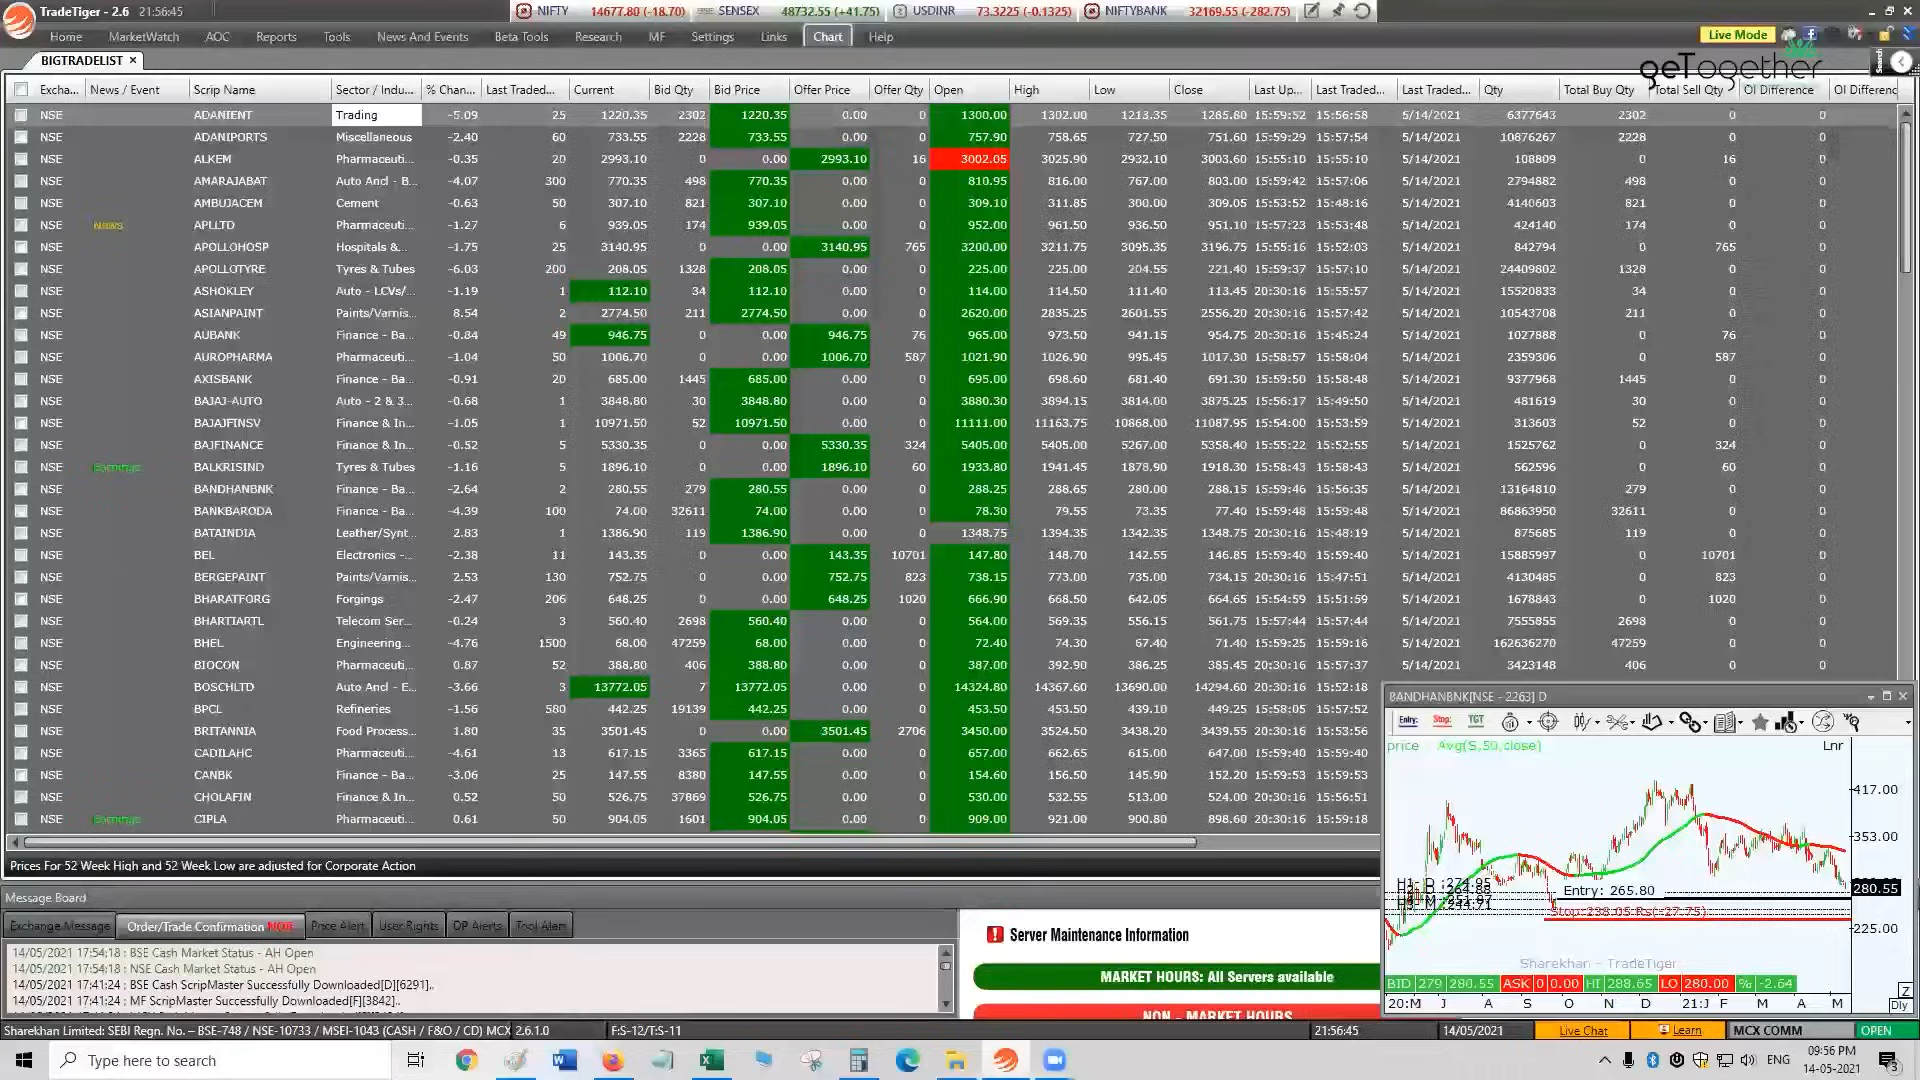 TradeTiger - 2.6 21:56:45 NIFTY 14677.80 (-18.70) SENSEX 48732.55 (+41.75) USDINR 73.3225 (-0.1325) NIFTYBANK 32169.55 (-282.75)
Home MarketWatch AOC Reports Tools News And Events Beta Tools Research MF Settings Links Chart Help Live Mode
geTogether
BIGTRADELIST × Search
Excha... News / Event Scrip Name Sector / Indu... % Chan... Last Traded... Current Bid Qty Bid Price Offer Price Offer Qty Open High Low Close Last Up... Last Traded... Last Traded... Qty Total Buy Qty Total Sell Qty OI Difference OI Differenc
NSE ADANIENT Trading -5.09 25 1220.35 2302 1220.35 0.00 0 1300.00 1302.00 1213.35 1285.80 15:59:52 15:56:58 5/14/2021 6377643 2302 0 0
NSE ADANIPORTS Miscellaneous -2.40 60 733.55 2228 733.55 0.00 0 757.90 758.65 727.50 751.60 15:59:29 15:57:54 5/14/2021 10876267 2228 0 0
NSE ALKEM Pharmaceuti... -0.35 20 2993.10 0 0.00 2993.10 16 3002.05 3025.90 2932.10 3003.60 15:55:10 15:55:10 5/14/2021 108809 0 16 0
NSE AMARAJABAT Auto Ancl - B... -4.07 300 770.35 498 770.35 0.00 0 810.95 816.00 767.00 803.00 15:59:42 15:57:06 5/14/2021 2794882 498 0 0
NSE AMBUJACEM Cement -0.63 50 307.10 821 307.10 0.00 0 309.10 311.85 300.00 309.05 15:53:52 15:48:16 5/14/2021 4140603 821 0 0
NSE News APLLTD Pharmaceuti... -1.27 6 939.05 174 939.05 0.00 0 952.00 961.50 936.50 951.10 15:57:23 15:53:48 5/14/2021 424140 174 0 0
NSE APOLLOHOSP Hospitals &... -1.75 25 3140.95 0 0.00 3140.95 765 3200.00 3211.75 3095.35 3196.75 15:55:16 15:52:03 5/14/2021 842794 0 765 0
NSE APOLLOTYRE Tyres & Tubes -6.03 200 208.05 1328 208.05 0.00 0 225.00 225.00 204.55 221.40 15:59:37 15:57:10 5/14/2021 24409802 1328 0 0
NSE ASHOKLEY Auto - LCVs/... -1.19 1 112.10 34 112.10 0.00 0 114.00 114.50 111.40 113.45 20:30:16 15:55:57 5/14/2021 15520833 34 0 0
NSE ASIANPAINT Paints/Varnis... 8.54 2 2774.50 211 2774.50 0.00 0 2620.00 2835.25 2601.55 2556.20 20:30:16 15:57:42 5/14/2021 10543708 211 0 0
NSE AUBANK Finance - Ba... -0.84 49 946.75 0 0.00 946.75 76 965.00 973.50 941.15 954.75 20:30:16 15:45:24 5/14/2021 1027888 0 76 0
NSE AUROPHARMA Pharmaceuti... -1.04 50 1006.70 0 0.00 1006.70 587 1021.90 1026.90 995.45 1017.30 15:58:57 15:58:04 5/14/2021 2359306 0 587 0
NSE AXISBANK Finance - Ba... -0.91 20 685.00 1445 685.00 0.00 0 695.00 698.60 681.40 691.30 15:59:50 15:58:48 5/14/2021 9377968 1445 0 0
NSE BAJAJ-AUTO Auto - 2 & 3... -0.68 1 3848.80 30 3848.80 0.00 0 3880.30 3894.15 3814.00 3875.25 15:56:17 15:49:50 5/14/2021 481619 30 0 0
NSE BAJAJFINSV Finance & In... -1.05 1 10971.50 52 10971.50 0.00 0 11111.00 11163.75 10868.00 11087.95 15:54:00 15:53:59 5/14/2021 313603 52 0 0
NSE BAJFINANCE Finance & In... -0.52 5 5330.35 0 0.00 5330.35 324 5405.00 5405.00 5267.00 5358.40 15:55:22 15:52:55 5/14/2021 1525762 0 324 0
NSE Earnings BALKRISIND Tyres & Tubes -1.16 5 1896.10 0 0.00 1896.10 60 1933.80 1941.45 1878.90 1918.30 15:58:43 15:58:43 5/14/2021 562596 0 60 0
NSE BANDHANBNK Finance - Ba... -2.64 2 280.55 279 280.55 0.00 0 288.25 288.65 280.00 288.15 15:59:46 15:56:35 5/14/2021 13164810 279 0 0
NSE BANKBARODA Finance - Ba... -4.39 100 74.00 32611 74.00 0.00 0 78.30 79.55 73.35 77.40 15:59:48 15:59:48 5/14/2021 86863950 32611 0 0
NSE BATAINDIA Leather/Synt... 2.83 1 1386.90 119 1386.90 0.00 0 1348.75 1394.35 1342.35 1348.75 20:30:16 15:48:19 5/14/2021 875685 119 0 0
NSE BEL Electronics -... -2.38 11 143.35 0 0.00 143.35 10701 147.80 148.70 142.55 146.85 15:59:40 15:59:40 5/14/2021 15885997 0 10701 0
NSE BERGEPAINT Paints/Varnis... 2.53 130 752.75 0 0.00 752.75 823 738.15 773.00 735.00 734.15 20:30:16 15:47:51 5/14/2021 4130485 0 823 0
NSE BHARATFORG Forgings -2.47 206 648.25 0 0.00 648.25 1020 666.90 668.50 642.05 664.65 15:54:59 15:51:59 5/14/2021 1678843 0 1020 0
NSE BHARTIARTL Telecom Ser... -0.24 3 560.40 2698 560.40 0.00 0 564.00 569.35 556.15 561.75 15:57:44 15:57:44 5/14/2021 7555855 2698 0 0
NSE BHEL Engineering... -4.76 1500 68.00 47259 68.00 0.00 0 72.40 74.30 67.40 71.40 15:59:25 15:59:16 5/14/2021 162636270 47259 0 0
NSE BIOCON Pharmaceuti... 0.87 52 388.80 406 388.80 0.00 0 387.00 392.90 386.25 385.45 20:30:16 15:57:37 5/14/2021 3423148 406 0 0
NSE BOSCHLTD Auto Ancl - E... -3.66 3 13772.05 7 13772.05 0.00 0 14324.80 14367.60 13690.00 14294.60 20:30:16 15:52:18
NSE BPCL Refineries -1.56 580 442.25 19139 442.25 0.00 0 453.50 453.50 439.10 449.25 15:58:05 15:57:52
NSE BRITANNIA Food Process... 1.80 35 3501.45 0 0.00 3501.45 2706 3450.00 3524.50 3438.20 3439.55 20:30:16 15:53:56
NSE CADILAHC Pharmaceuti... -4.61 13 617.15 3365 617.15 0.00 0 657.00 662.65 615.00 647.00 15:59:40 15:59:40
NSE CANBK Finance - Ba... -3.06 25 147.55 8380 147.55 0.00 0 154.60 156.50 145.90 152.20 15:59:53 15:59:53
NSE CHOLAFIN Finance & In... 0.52 50 526.75 37869 526.75 0.00 0 530.00 532.55 513.00 524.00 20:30:16 15:56:51
NSE Earnings CIPLA Pharmaceuti... 0.61 50 904.05 1601 904.05 0.00 0 909.00 921.00 900.80 898.60 20:30:16 15:59:18
Prices For 52 Week High and 52 Week Low are adjusted for Corporate Action
BANDHANBNK[NSE - 2263] D
Entry: Stop: TGT
price Avg(S,50,close) Lnr
417.00
353.00
280.55
225.00
H1- D :274.95
Entry: 265.80
Stop:238.05 Rs(-27.75)
Sharekhan - TradeTiger
BID 279 280.55 ASK 0 0.00 HI 288.65 LO 280.00 % -2.64
20:M J A S O N D 21:J F M A M Z Dly
Message Board
Exchange Message Order/Trade Confirmation NOR Price Alert User Rights DP Alerts Tool Alert
14/05/2021 17:54:18 : BSE Cash Market Status - AH Open
14/05/2021 17:54:18 : NSE Cash Market Status - AH Open
14/05/2021 17:41:24 : BSE Cash ScripMaster Successfully Downloaded[D][6291]..
14/05/2021 17:41:24 : MF ScripMaster Successfully Downloaded[F][3842]..
Server Maintenance Information
MARKET HOURS: All Servers available
NON - MARKET HOURS
Sharekhan Limited: SEBI Regn. No. – BSE-748 / NSE-10733 / MSEI-1043 (CASH / F&O / CD) MCX 2.6.1.0 F:S-12/T:S-11 21:56:45 14/05/2021 Live Chat Learn MCX COMM OPEN
Type here to search ENG 09:56 PM
14-05-2021